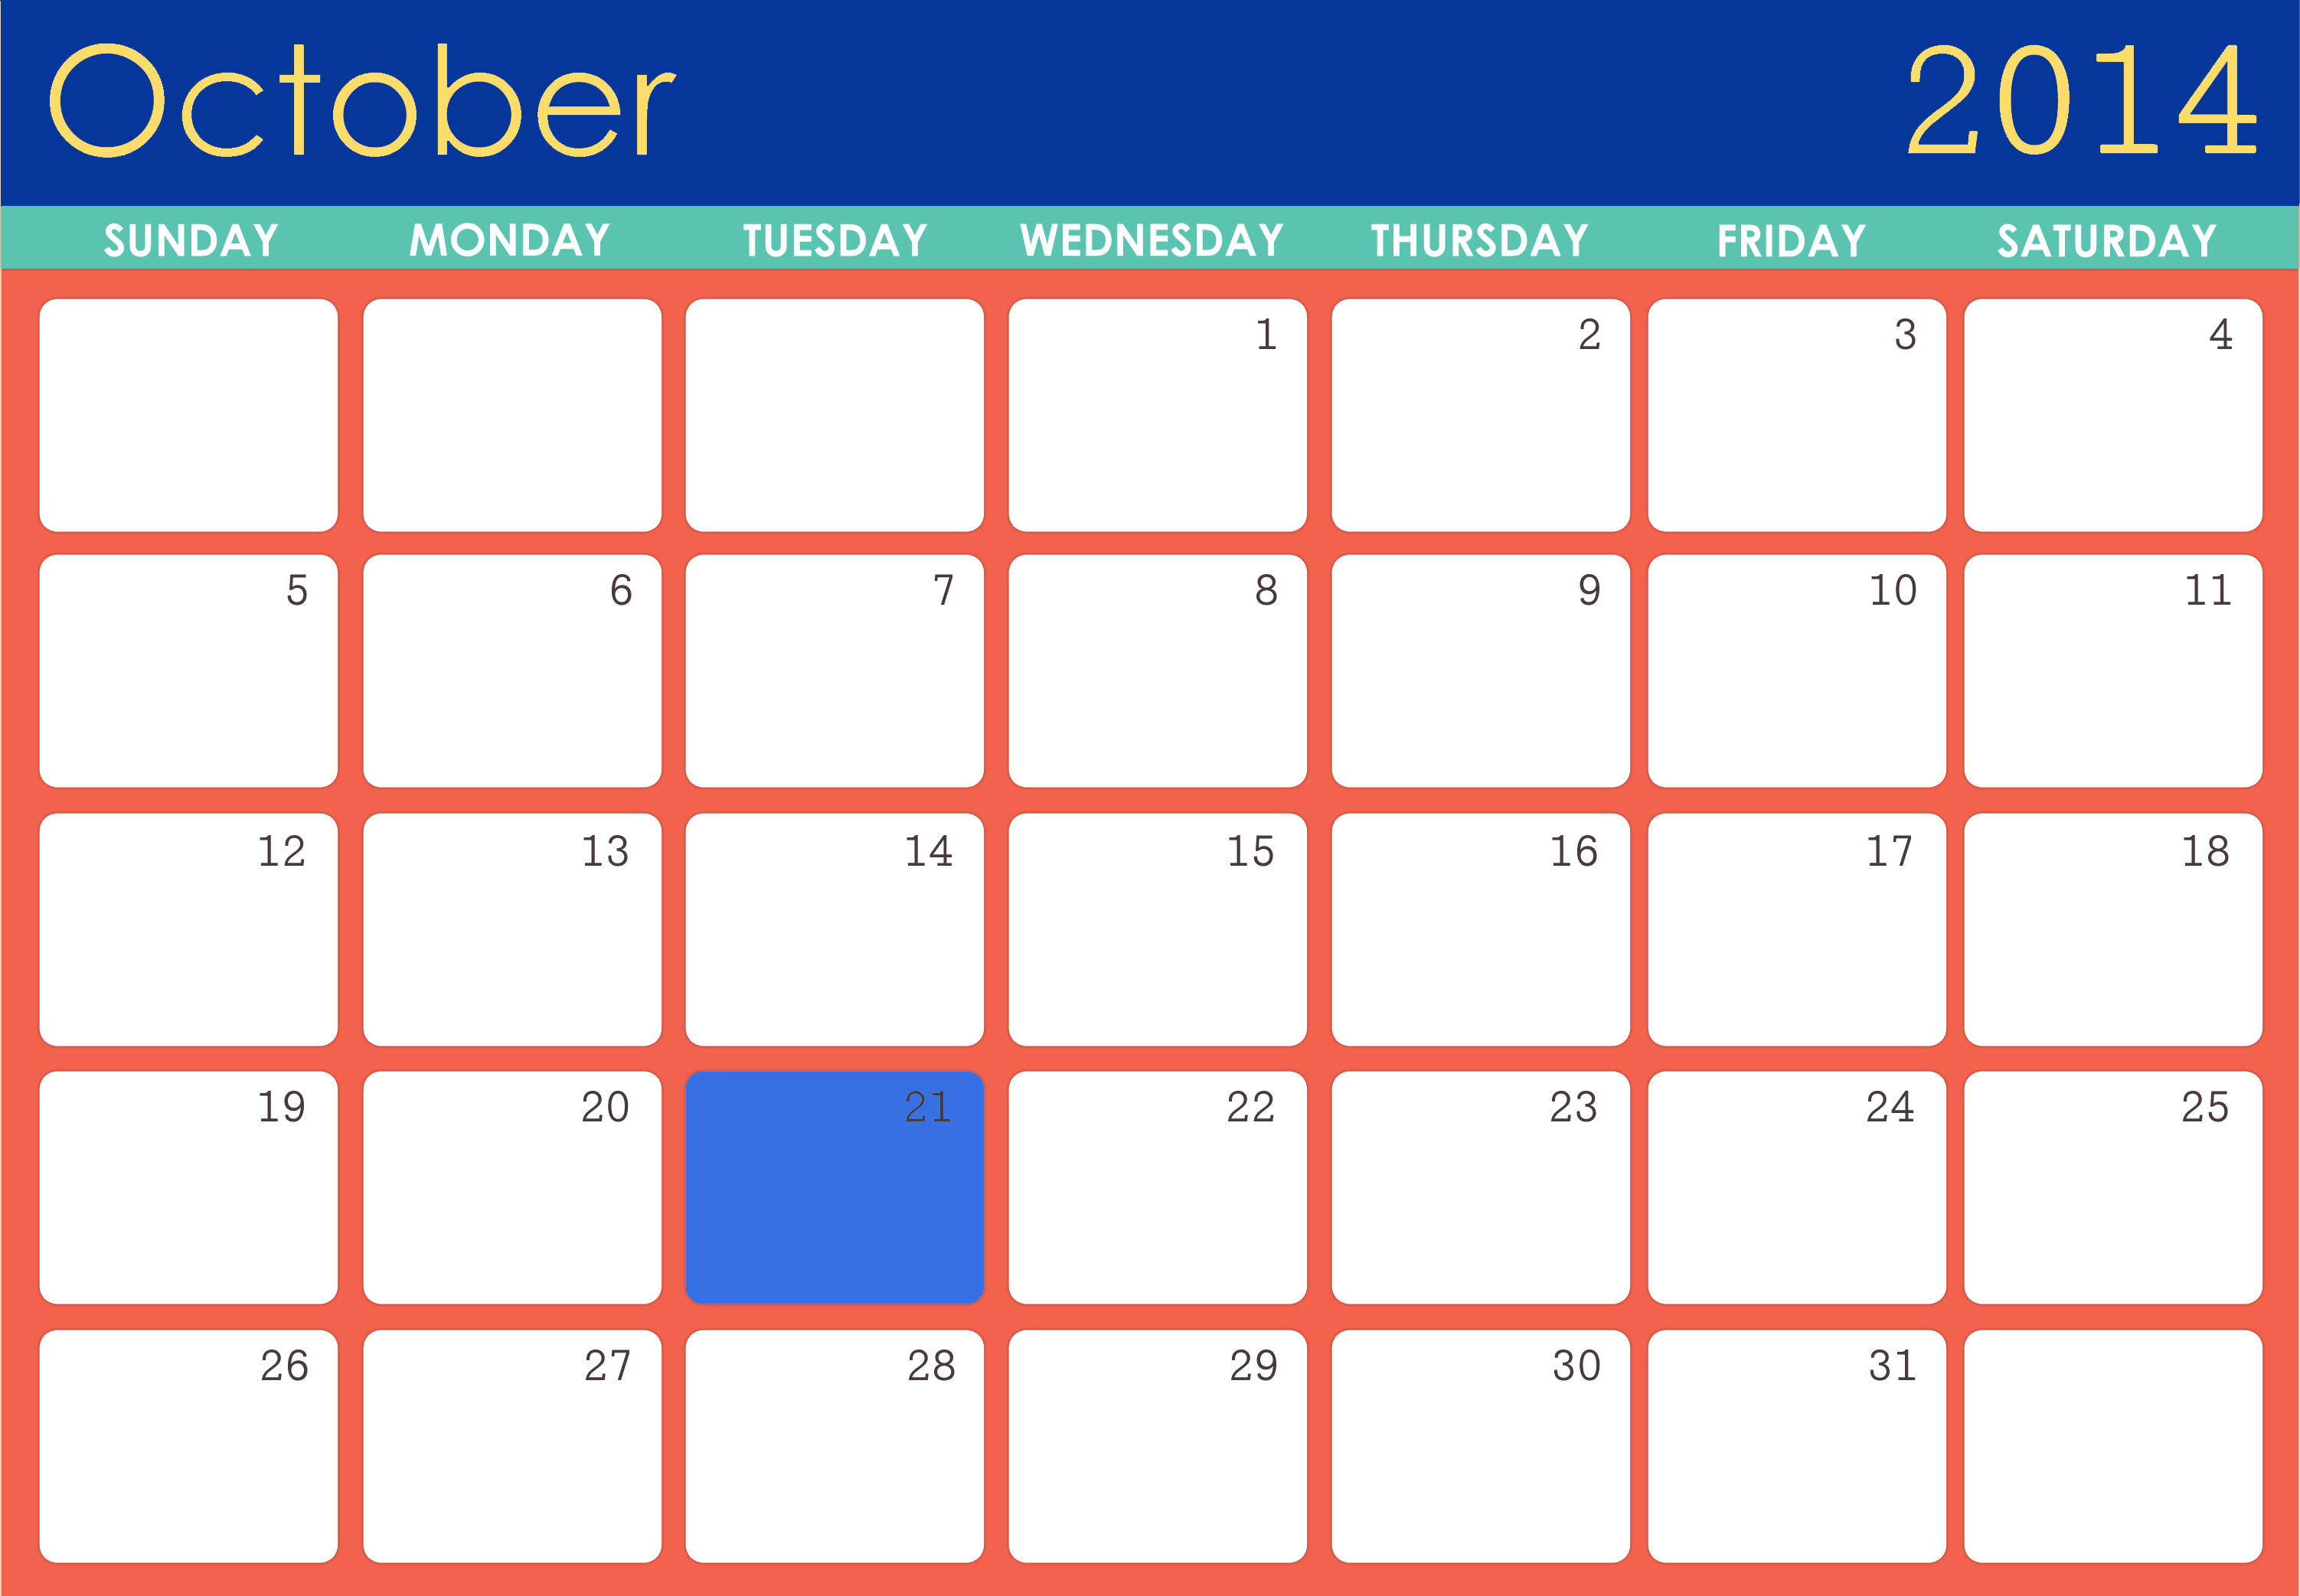 October 2014
SUNDAY MONDAY TUESDAY WEDNESDAY THURSDAY FRIDAY SATURDAY
1 2 3 4
5 6 7 8 9 10 11
12 13 14 15 16 17 18
19 20 21 22 23 24 25
26 27 28 29 30 31